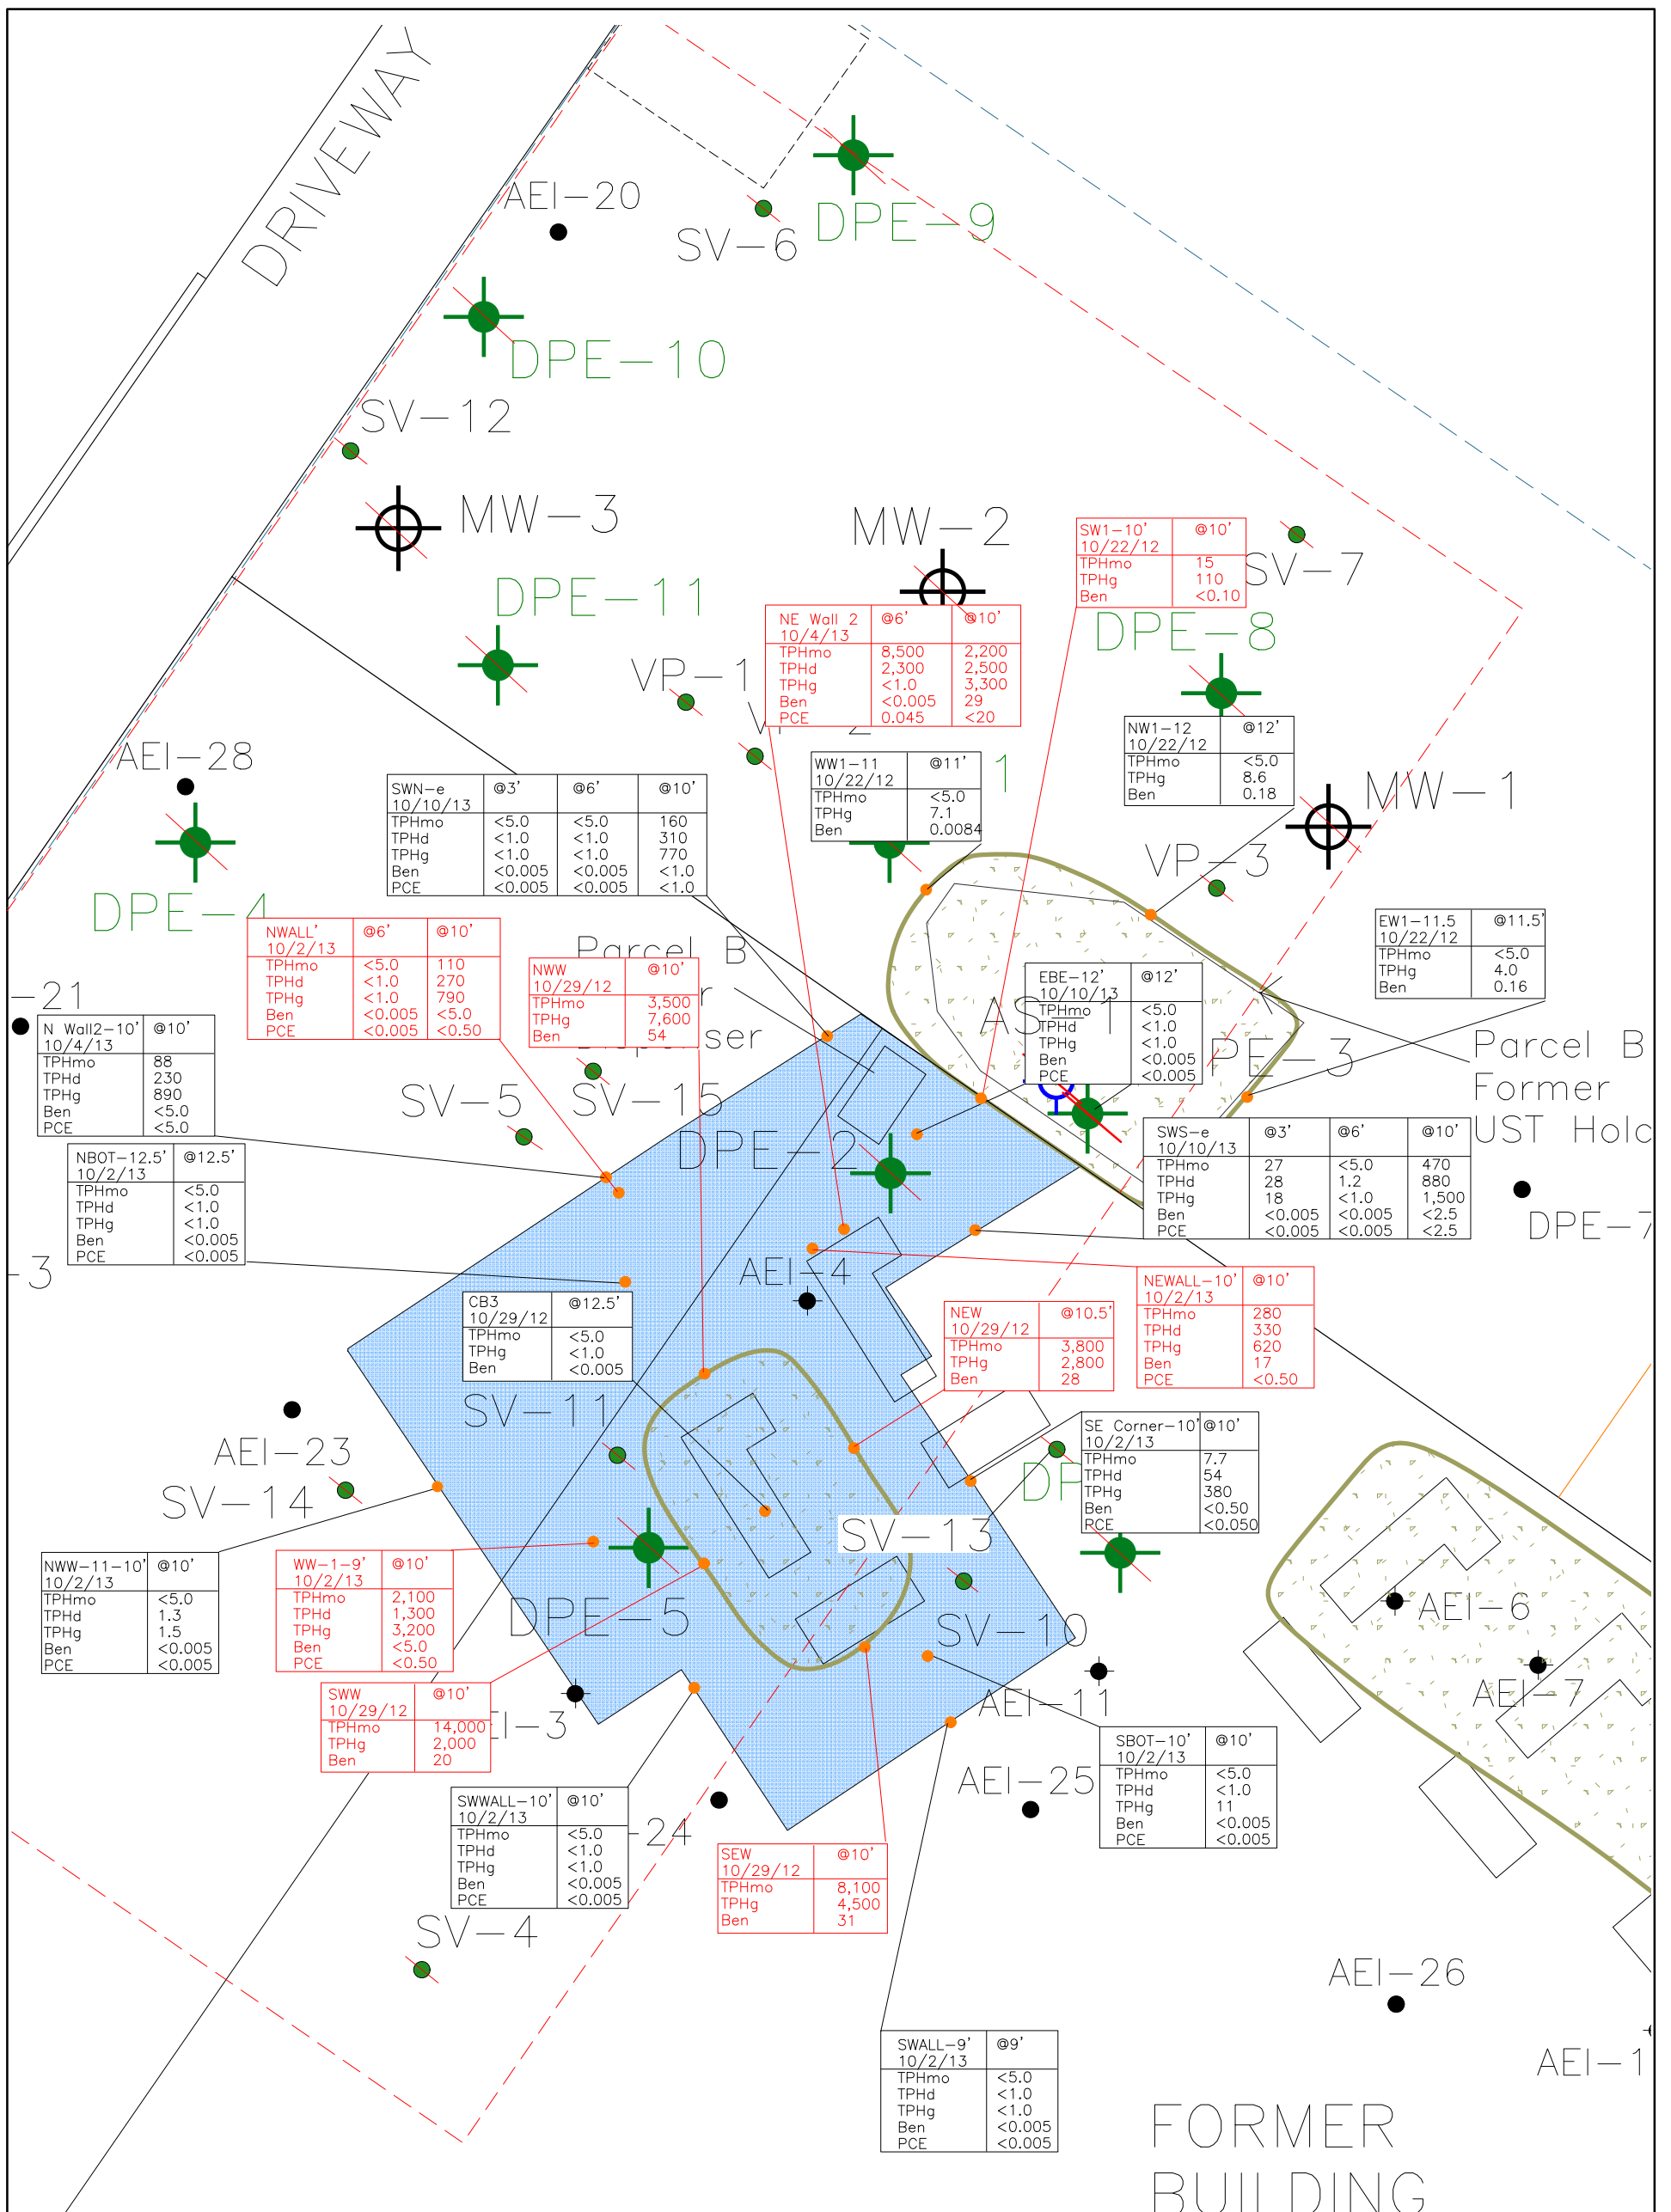 DRIVEWAY
AEI-20
SV-6
DPE-9
DPE-10
SV-12
MW-3
MW-2
SW1-10' @10'
10/22/12
TPHmo 15
TPHg 110
Ben <0.10
SV-7
DPE-11
DPE-8
NE Wall 2 @6' @10'
10/4/13
TPHmo 8,500 2,200
TPHd 2,300 2,500
TPHg <1.0 3,300
Ben <0.005 29
PCE 0.045 <20
VP-1
NW1-12 @12'
10/22/12
TPHmo <5.0
TPHg 8.6
Ben 0.18
AEI-28
WW1-11 @11'
10/22/12
TPHmo <5.0
TPHg 7.1
Ben 0.0084
1
MW-1
SWN-e @3' @6' @10'
10/10/13
TPHmo <5.0 <5.0 160
TPHd <1.0 <1.0 310
TPHg <1.0 <1.0 770
Ben <0.005 <0.005 <1.0
PCE <0.005 <0.005 <1.0
VP-3
DPE-4
NWALL' @6' @10'
10/2/13
TPHmo <5.0 110
TPHd <1.0 270
TPHg <1.0 790
Ben <0.005 <5.0
PCE <0.005 <0.50
Parcel B
EW1-11.5 @11.5'
10/22/12
TPHmo <5.0
TPHg 4.0
Ben 0.16
NWW @10'
10/29/12
TPHmo 3,500
TPHg 7,600
Ben 54
EBE-12' @12'
10/10/13
TPHmo <5.0
TPHd <1.0
TPHg <1.0
Ben <0.005
PCE <0.005
-21
AS-1
PE-3
N Wall2-10' @10'
10/4/13
TPHmo 88
TPHd 230
TPHg 890
Ben <5.0
PCE <5.0
Parcel B
Former
UST Hold
SV-5
SV-15
DPE-2
SWS-e @3' @6' @10'
10/10/13
TPHmo 27 <5.0 470
TPHd 28 1.2 880
TPHg 18 <1.0 1,500
Ben <0.005 <0.005 <2.5
PCE <0.005 <0.005 <2.5
NBOT-12.5' @12.5'
10/2/13
TPHmo <5.0
TPHd <1.0
TPHg <1.0
Ben <0.005
PCE <0.005
DPE-7
-3
AEI-4
NEWALL-10' @10'
10/2/13
TPHmo 280
TPHd 330
TPHg 620
Ben 17
PCE <0.50
CB3 @12.5'
10/29/12
TPHmo <5.0
TPHg <1.0
Ben <0.005
NEW @10.5'
10/29/12
TPHmo 3,800
TPHg 2,800
Ben 28
SV-11
SE Corner-10' @10'
10/2/13
TPHmo 7.7
TPHd 54
TPHg 380
Ben <0.50
PCE <0.050
AEI-23
SV-14
DP
SV-13
NWW-11-10' @10'
10/2/13
TPHmo <5.0
TPHd 1.3
TPHg 1.5
Ben <0.005
PCE <0.005
WW-1-9' @10'
10/2/13
TPHmo 2,100
TPHd 1,300
TPHg 3,200
Ben <5.0
PCE <0.50
DPE-5
SV-10
AEI-6
AEI-7
SWW @10'
10/29/12
TPHmo 14,000
TPHg 2,000
Ben 20
I-3
AEI-11
SBOT-10' @10'
10/2/13
TPHmo <5.0
TPHd <1.0
TPHg 11
Ben <0.005
PCE <0.005
AEI-25
SWWALL-10' @10'
10/2/13
TPHmo <5.0
TPHd <1.0
TPHg <1.0
Ben <0.005
PCE <0.005
-24
SEW @10'
10/29/12
TPHmo 8,100
TPHg 4,500
Ben 31
SV-4
AEI-26
SWALL-9' @9'
10/2/13
TPHmo <5.0
TPHd <1.0
TPHg <1.0
Ben <0.005
PCE <0.005
AEI-1
FORMER
BUILDING